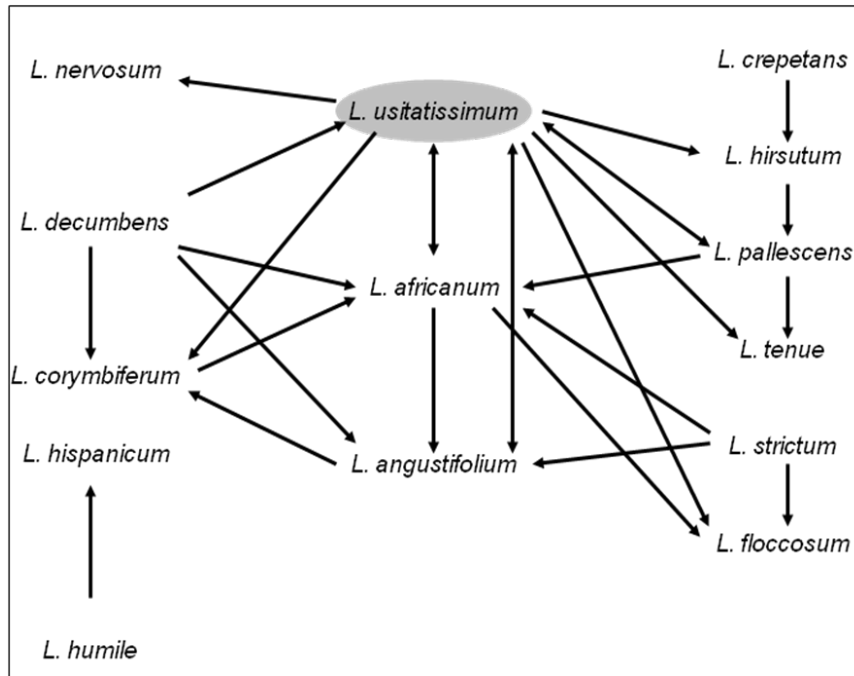 L. crepetans
L. nervosum
L. usitatissimum
L. hirsutum
L. decumbens
L. pallescens
L. africanum
L. tenue
L. corymbiferum
L. strictum
L. hispanicum
L. angustifolium
L. floccosum
L. humile